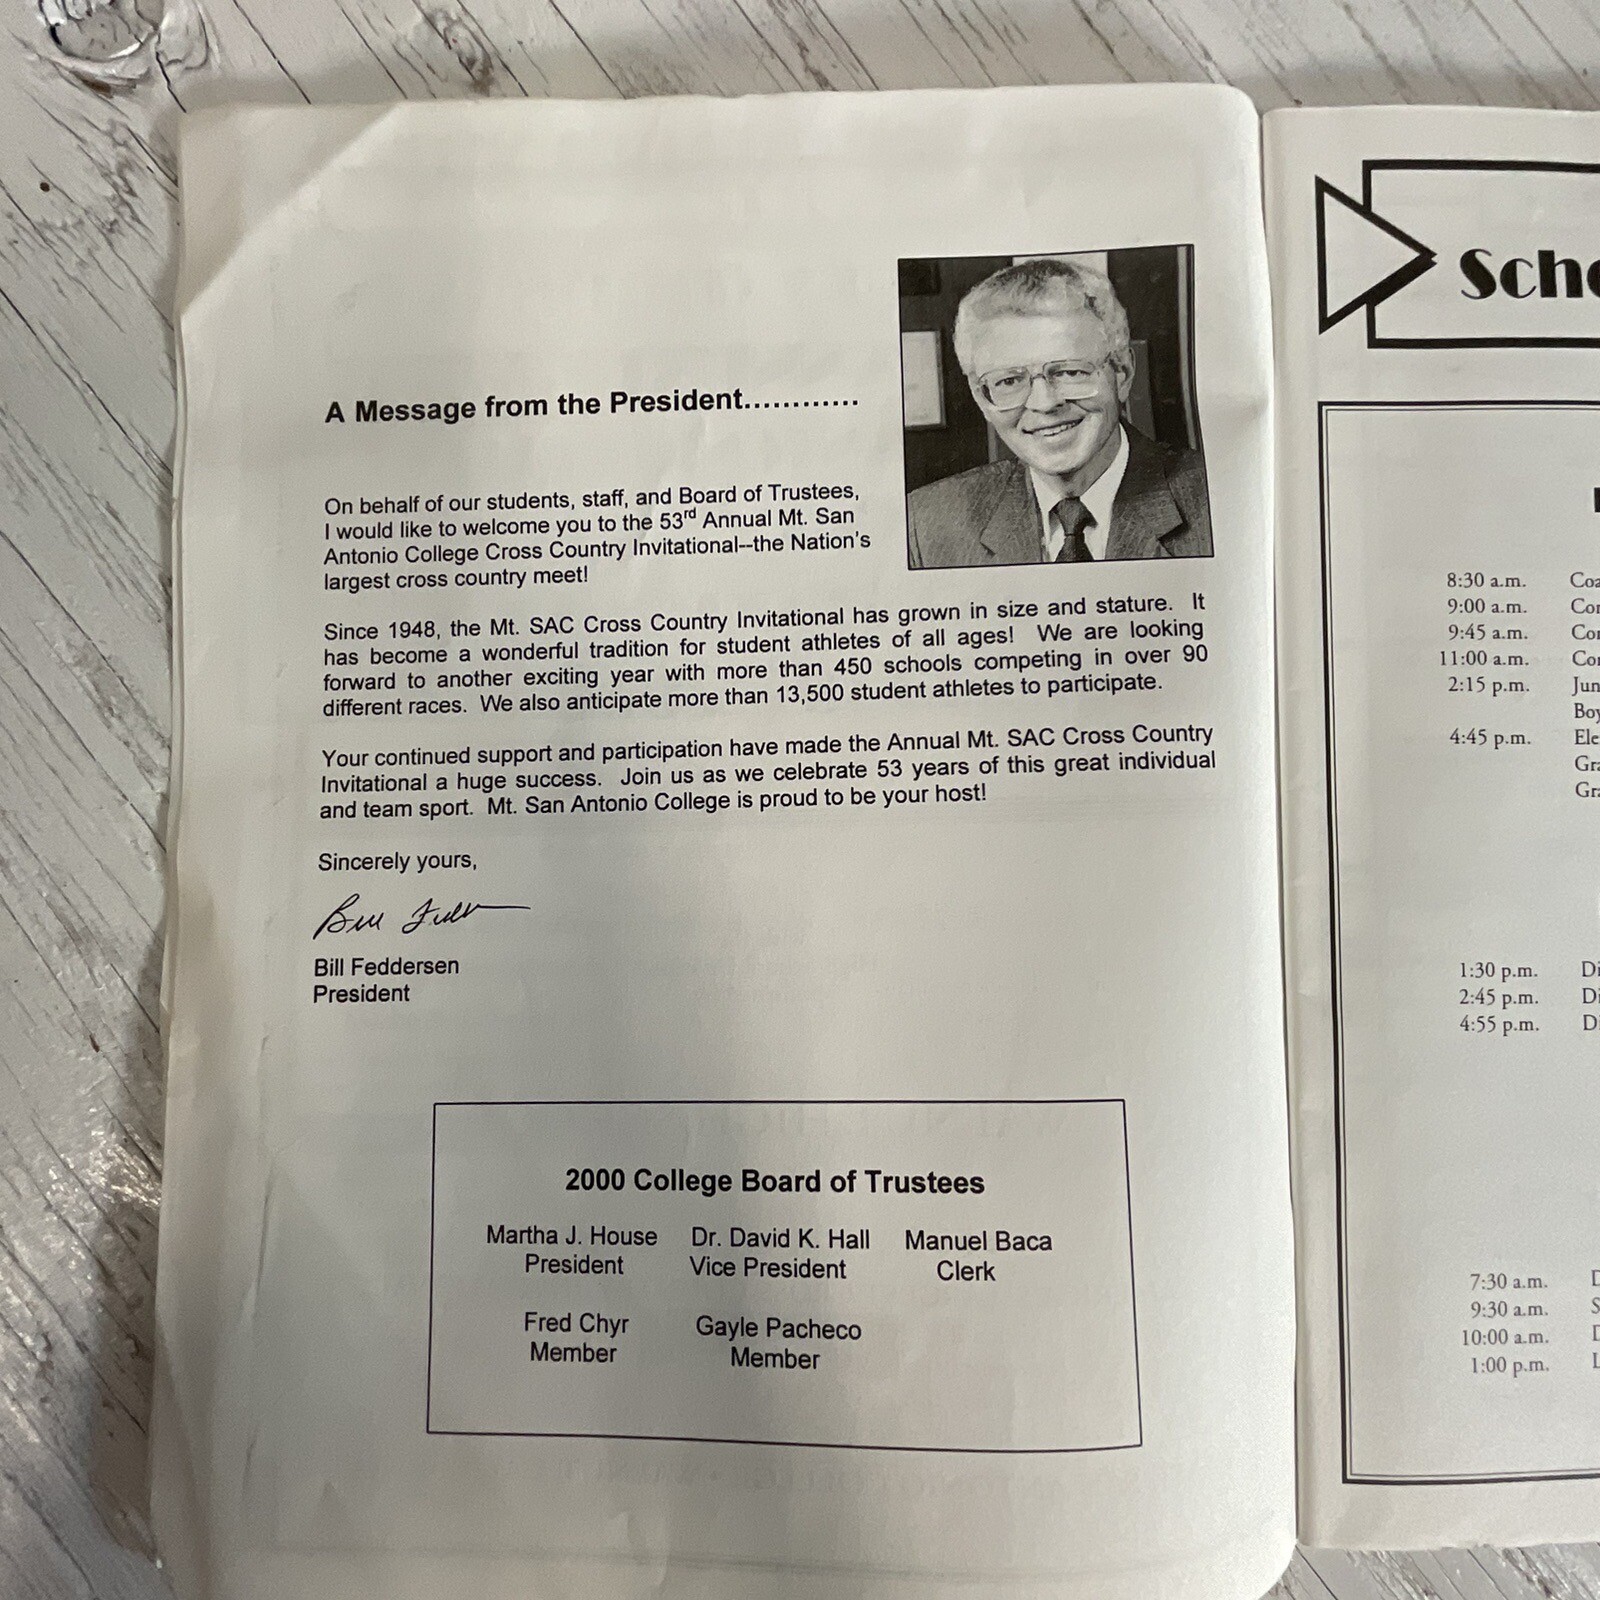 A Message from the President............
On behalf of our students, staff, and Board of Trustees,
I would like to welcome you to the 53rd Annual Mt. San
Antonio College Cross Country Invitational--the Nation's
largest cross country meet!
Since 1948, the Mt. SAC Cross Country Invitational has grown in size and stature. It
has become a wonderful tradition for student athletes of all ages! We are looking
forward to another exciting year with more than 450 schools competing in over 90
different races. We also anticipate more than 13,500 student athletes to participate.
Your continued support and participation have made the Annual Mt. SAC Cross Country
Invitational a huge success. Join us as we celebrate 53 years of this great individual
and team sport. Mt. San Antonio College is proud to be your host!
Sincerely yours,
Bill Feddersen
President
2000 College Board of Trustees
Martha J. House Dr. David K. Hall Manuel Baca
President Vice President Clerk
Fred Chyr Gayle Pacheco
Member Member
8:30 a.m.
9:00 a.m.
9:45 a.m.
11:00 a.m.
2:15 p.m.
4:45 p.m.
1:30 p.m.
2:45 p.m.
4:55 p.m.
7:30 a.m.
9:30 a.m.
10:00 a.m.
1:00 p.m.